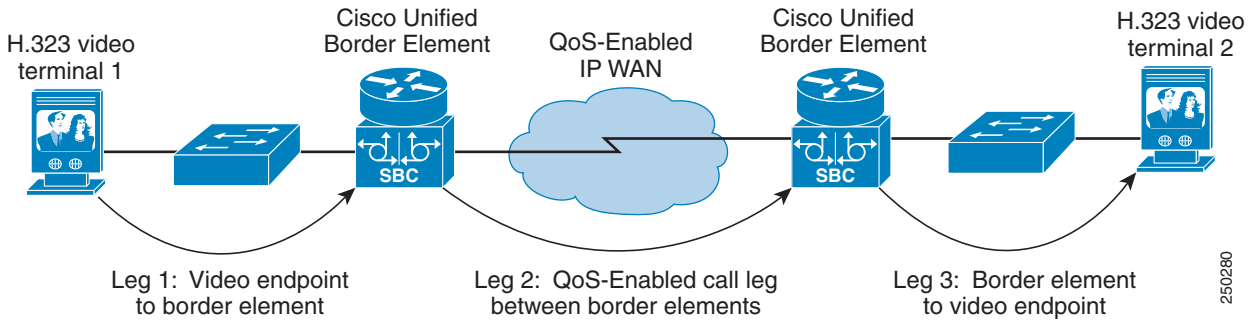 H.323 video
terminal 1
Cisco Unified
Border Element
QoS-Enabled
IP WAN
Cisco Unified
Border Element
H.323 video
terminal 2
SBC
SBC
Leg 1: Video endpoint
to border element
Leg 2: QoS-Enabled call leg
between border elements
Leg 3: Border element
to video endpoint
250280